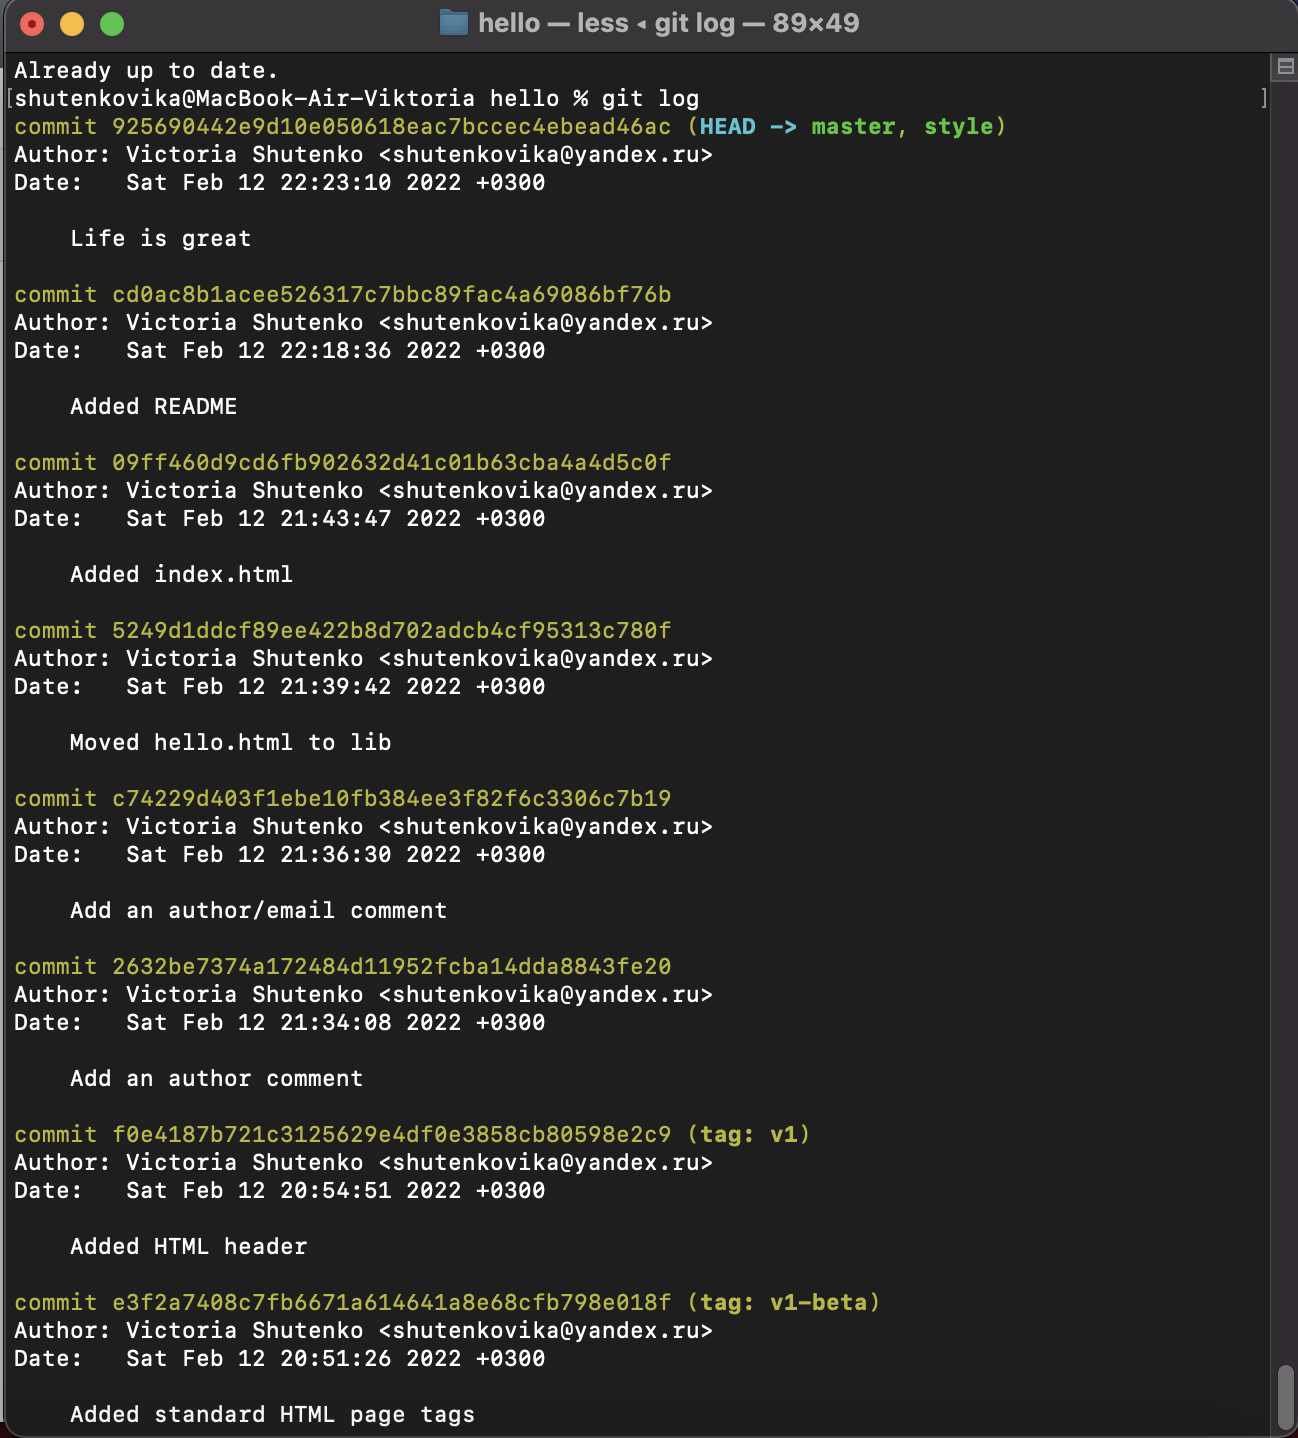 hello — less ◂ git log — 89×49
Already up to date.
[shutenkovika@MacBook-Air-Viktoria hello % git log ]
commit 925690442e9d10e050618eac7bccec4ebead46ac (HEAD -> master, style)
Author: Victoria Shutenko <shutenkovika@yandex.ru>
Date:   Sat Feb 12 22:23:10 2022 +0300
    Life is great
commit cd0ac8b1acee526317c7bbc89fac4a69086bf76b
Author: Victoria Shutenko <shutenkovika@yandex.ru>
Date:   Sat Feb 12 22:18:36 2022 +0300
    Added README
commit 09ff460d9cd6fb902632d41c01b63cba4a4d5c0f
Author: Victoria Shutenko <shutenkovika@yandex.ru>
Date:   Sat Feb 12 21:43:47 2022 +0300
    Added index.html
commit 5249d1ddcf89ee422b8d702adcb4cf95313c780f
Author: Victoria Shutenko <shutenkovika@yandex.ru>
Date:   Sat Feb 12 21:39:42 2022 +0300
    Moved hello.html to lib
commit c74229d403f1ebe10fb384ee3f82f6c3306c7b19
Author: Victoria Shutenko <shutenkovika@yandex.ru>
Date:   Sat Feb 12 21:36:30 2022 +0300
    Add an author/email comment
commit 2632be7374a172484d11952fcba14dda8843fe20
Author: Victoria Shutenko <shutenkovika@yandex.ru>
Date:   Sat Feb 12 21:34:08 2022 +0300
    Add an author comment
commit f0e4187b721c3125629e4df0e3858cb80598e2c9 (tag: v1)
Author: Victoria Shutenko <shutenkovika@yandex.ru>
Date:   Sat Feb 12 20:54:51 2022 +0300
    Added HTML header
commit e3f2a7408c7fb6671a614641a8e68cfb798e018f (tag: v1-beta)
Author: Victoria Shutenko <shutenkovika@yandex.ru>
Date:   Sat Feb 12 20:51:26 2022 +0300
    Added standard HTML page tags